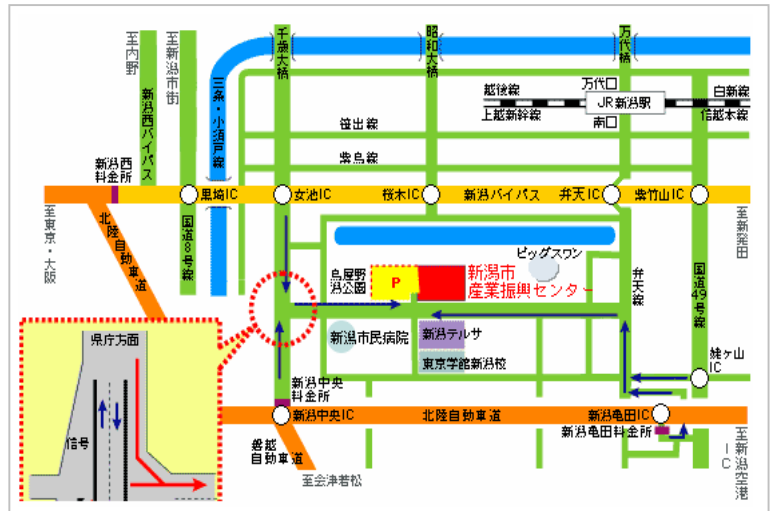 至内野
至新潟市街
千歳大橋
昭和大橋
万代橋
新潟西バイパス
三条・小須戸線
越後線
上越新幹線
万代口
JR新潟駅
南口
白新線
信越本線
笹出線
紫鳥線
新潟西
料金所
黒埼IC
女池IC
桜木IC
新潟バイパス
弁天IC
紫竹山IC
至東京・大阪
北陸自動車道
国道8号線
至新発田
鳥屋野
潟公園
P
新潟市
産業振興センター
ビッグスワン
弁天線
国道49号線
新潟市民病院
新潟テルサ
東京学館新潟校
姥ヶ山
IC
県庁方面
信号
新潟中央
料金所
新潟中央IC
北陸自動車道
新潟亀田IC
新潟亀田料金所
磐越
自動車道
至会津若松
至新潟空港IC